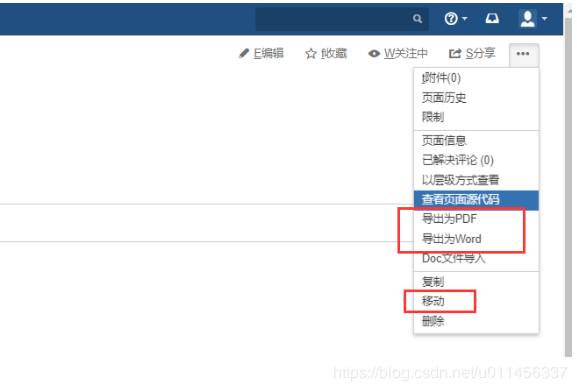 E编辑 收藏 W关注中 S分享
t附件(0)
页面历史
限制
页面信息
已解决评论 (0)
以层级方式查看
查看页面源代码
导出为PDF
导出为Word
Doc文件导入
复制
移动
删除
https://blog.csdn.net/u011456337